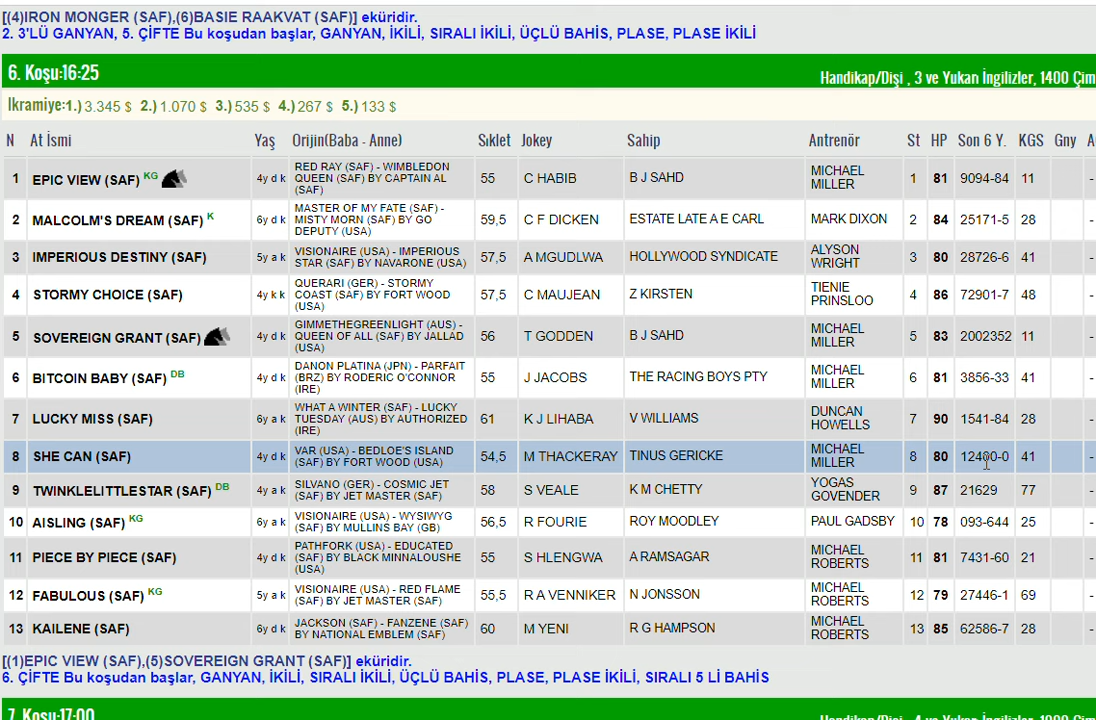 [(4)IRON MONGER (SAF),(6)BASIE RAAKVAT (SAF)] eküridir.
2. 3'LÜ GANYAN, 5. ÇİFTE Bu koşudan başlar, GANYAN, İKİLİ, SIRALI İKİLİ, ÜÇLÜ BAHİS, PLASE, PLASE İKİLİ
6. Koşu:16:25 Handikap/Dişi , 3 ve Yukarı İngilizler, 1400 Çim
Ikramiye:1.) 3.345 $ 2.) 1.070 $ 3.) 535 $ 4.) 267 $ 5.) 133 $
N At İsmi Yaş Orijin(Baba - Anne) Sıklet Jokey Sahip Antrenör St HP Son 6 Y. KGS Gny
1 EPIC VIEW (SAF) KG 4y d k RED RAY (SAF) - WIMBLEDON QUEEN (SAF) BY CAPTAIN AL (SAF) 55 C HABIB B J SAHD MICHAEL MILLER 1 81 9094-84 11 -
2 MALCOLM'S DREAM (SAF) K 6y d k MASTER OF MY FATE (SAF) - MISTY MORN (SAF) BY GO DEPUTY (USA) 59,5 C F DICKEN ESTATE LATE A E CARL MARK DIXON 2 84 25171-5 28 -
3 IMPERIOUS DESTINY (SAF) 5y a k VISIONAIRE (USA) - IMPERIOUS STAR (SAF) BY NAVARONE (USA) 57,5 A MGUDLWA HOLLYWOOD SYNDICATE ALYSON WRIGHT 3 80 28726-6 41 -
4 STORMY CHOICE (SAF) 4y k k QUERARI (GER) - STORMY COAST (SAF) BY FORT WOOD (USA) 57,5 C MAUJEAN Z KIRSTEN TIENIE PRINSLOO 4 86 72901-7 48 -
5 SOVEREIGN GRANT (SAF) 4y d k GIMMETHEGREENLIGHT (AUS) - QUEEN OF ALL (SAF) BY JALLAD (USA) 56 T GODDEN B J SAHD MICHAEL MILLER 5 83 2002352 11 -
6 BITCOIN BABY (SAF) DB 4y d k DANON PLATINA (JPN) - PARFAIT (BRZ) BY RODERIC O'CONNOR (IRE) 55 J JACOBS THE RACING BOYS PTY MICHAEL MILLER 6 81 3856-33 41 -
7 LUCKY MISS (SAF) 6y a k WHAT A WINTER (SAF) - LUCKY TUESDAY (AUS) BY AUTHORIZED (IRE) 61 K J LIHABA V WILLIAMS DUNCAN HOWELLS 7 90 1541-84 28 -
8 SHE CAN (SAF) 4y d k VAR (USA) - BEDLOE'S ISLAND (SAF) BY FORT WOOD (USA) 54,5 M THACKERAY TINUS GERICKE MICHAEL MILLER 8 80 12400-0 41 -
9 TWINKLELITTLESTAR (SAF) DB 4y a k SILVANO (GER) - COSMIC JET (SAF) BY JET MASTER (SAF) 58 S VEALE K M CHETTY YOGAS GOVENDER 9 87 21629 77 -
10 AISLING (SAF) KG 6y a k VISIONAIRE (USA) - WYSIWYG (SAF) BY MULLINS BAY (GB) 56,5 R FOURIE ROY MOODLEY PAUL GADSBY 10 78 093-644 25 -
11 PIECE BY PIECE (SAF) 4y d k PATHFORK (USA) - EDUCATED (SAF) BY BLACK MINNALOUSHE (USA) 55 S HLENGWA A RAMSAGAR MICHAEL ROBERTS 11 81 7431-60 21 -
12 FABULOUS (SAF) KG 5y a k VISIONAIRE (USA) - RED FLAME (SAF) BY JET MASTER (SAF) 55,5 R A VENNIKER N JONSSON MICHAEL ROBERTS 12 79 27446-1 69 -
13 KAILENE (SAF) 6y d k JACKSON (SAF) - FANZENE (SAF) BY NATIONAL EMBLEM (SAF) 60 M YENI R G HAMPSON MICHAEL ROBERTS 13 85 62586-7 28 -
[(1)EPIC VIEW (SAF),(5)SOVEREIGN GRANT (SAF)] eküridir.
6. ÇİFTE Bu koşudan başlar, GANYAN, İKİLİ, SIRALI İKİLİ, ÜÇLÜ BAHİS, PLASE, PLASE İKİLİ, SIRALI 5 Lİ BAHİS
7. Koşu:17:00